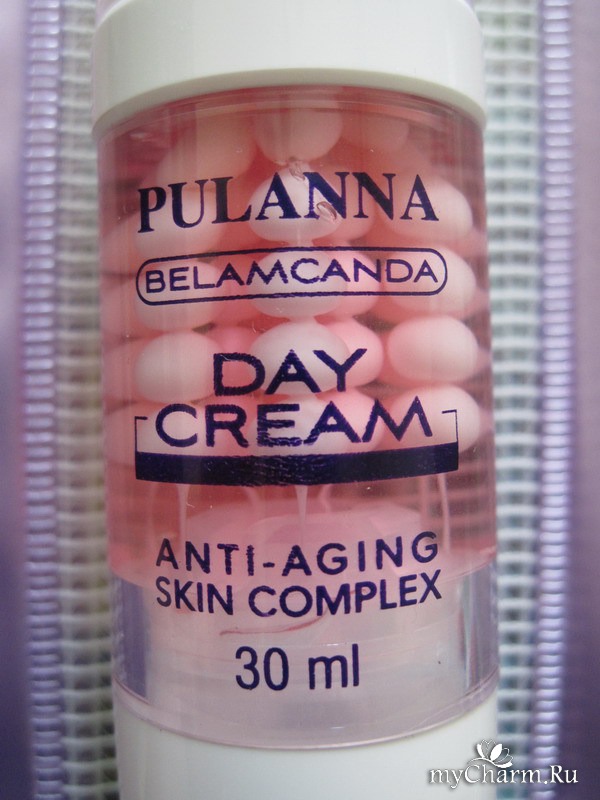 PULANNA
BELAMCANDA
DAY
CREAM
ANTI-AGING
SKIN COMPLEX
30 ml
myCharm.Ru